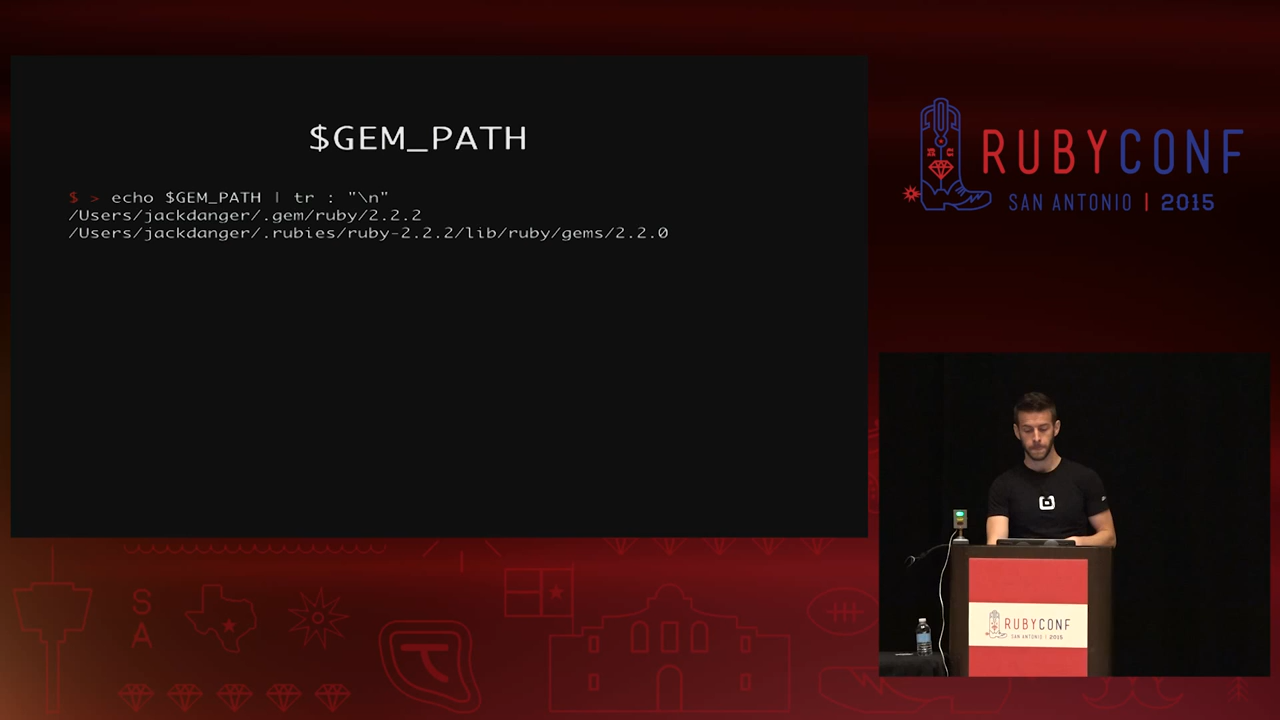 $GEM_PATH
$ > echo $GEM_PATH | tr : "\n"
/Users/jackdanger/.gem/ruby/2.2.2
/Users/jackdanger/.rubies/ruby-2.2.2/lib/ruby/gems/2.2.0
RUBYCONF
SAN ANTONIO | 2015
RUBYCONF
SAN ANTONIO | 2015
S
A